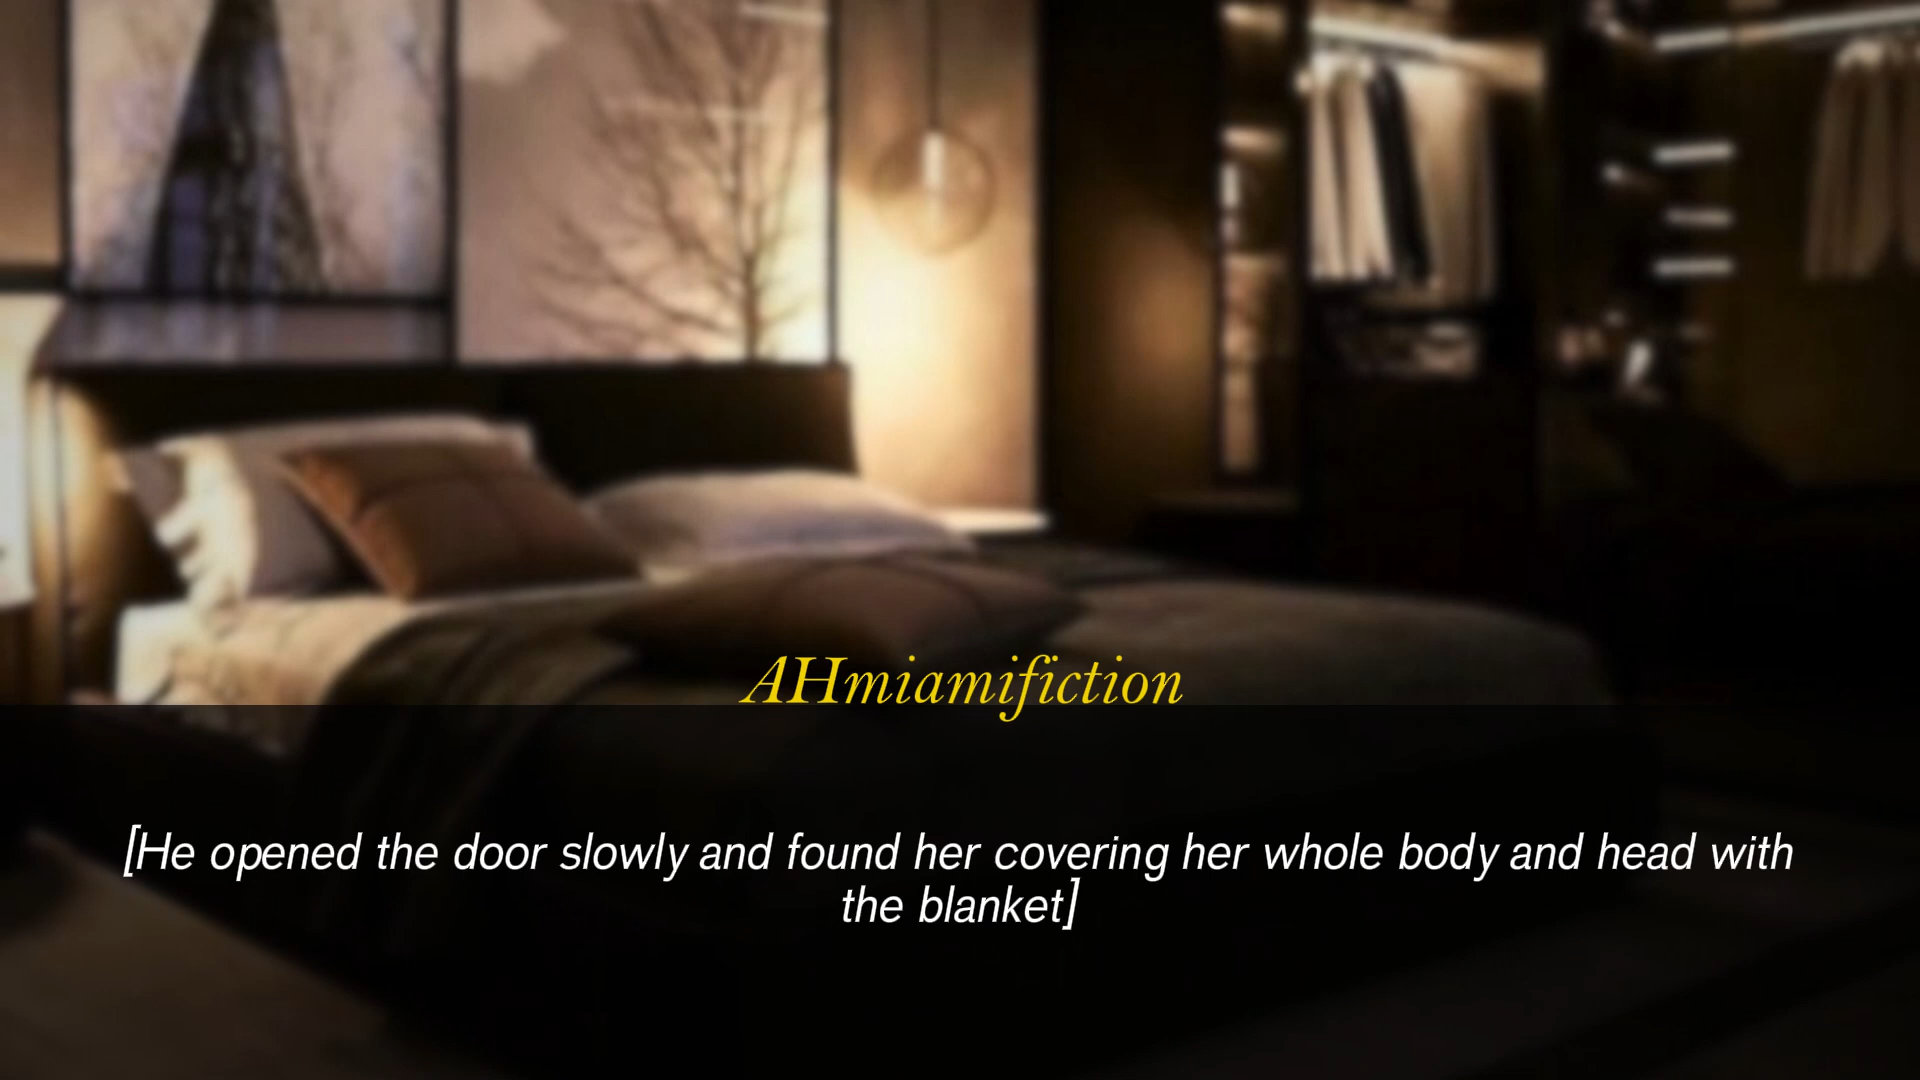 AHmiamifiction
[He opened the door slowly and found her covering her whole body and head with
the blanket]